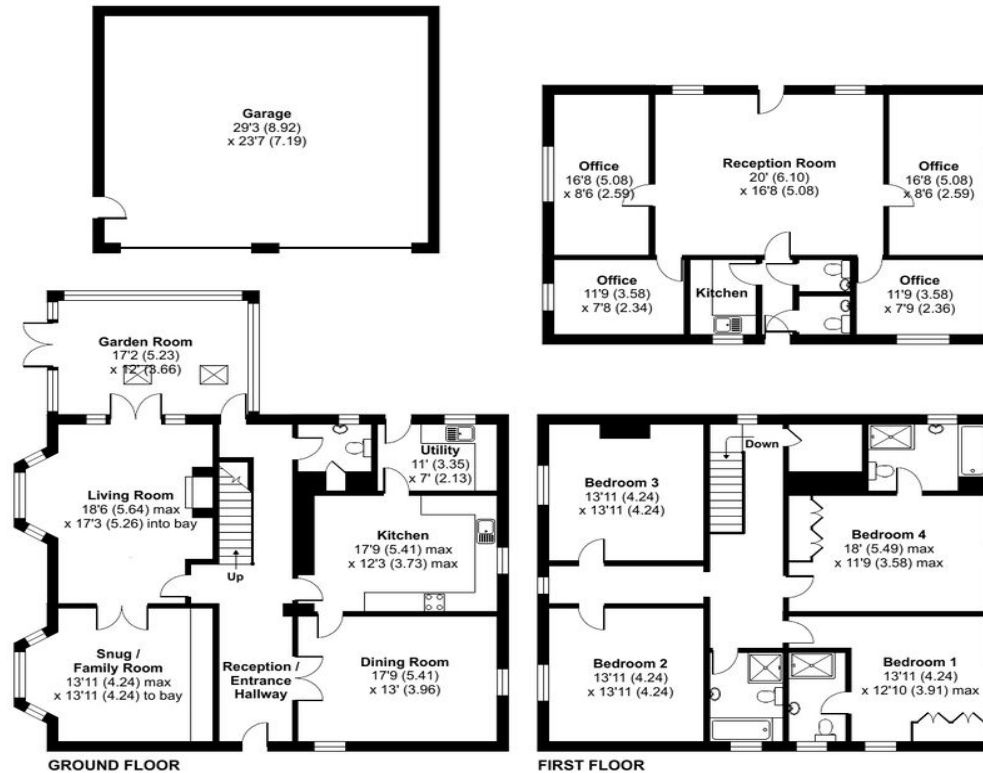 Garage
29'3 (8.92)
x 23'7 (7.19)
Office
16'8 (5.08)
x 8'6 (2.59)
Reception Room
20' (6.10)
x 16'8 (5.08)
Office
16'8 (5.08)
x 8'6 (2.59)
Office
11'9 (3.58)
x 7'8 (2.34)
Kitchen
Office
11'9 (3.58)
x 7'9 (2.36)
Garden Room
17'2 (5.23)
x 12' (3.66)
Living Room
18'6 (5.64) max
x 17'3 (5.26) into bay
Up
Utility
11' (3.35)
x 7' (2.13)
Kitchen
17'9 (5.41) max
x 12'3 (3.73) max
Snug /
Family Room
13'11 (4.24) max
x 13'11 (4.24) to bay
Reception /
Entrance
Hallway
Dining Room
17'9 (5.41)
x 13' (3.96)
GROUND FLOOR
Bedroom 3
13'11 (4.24)
x 13'11 (4.24)
Down
Bedroom 4
18' (5.49) max
x 11'9 (3.58) max
Bedroom 2
13'11 (4.24)
x 13'11 (4.24)
Bedroom 1
13'11 (4.24)
x 12'10 (3.91) max
FIRST FLOOR